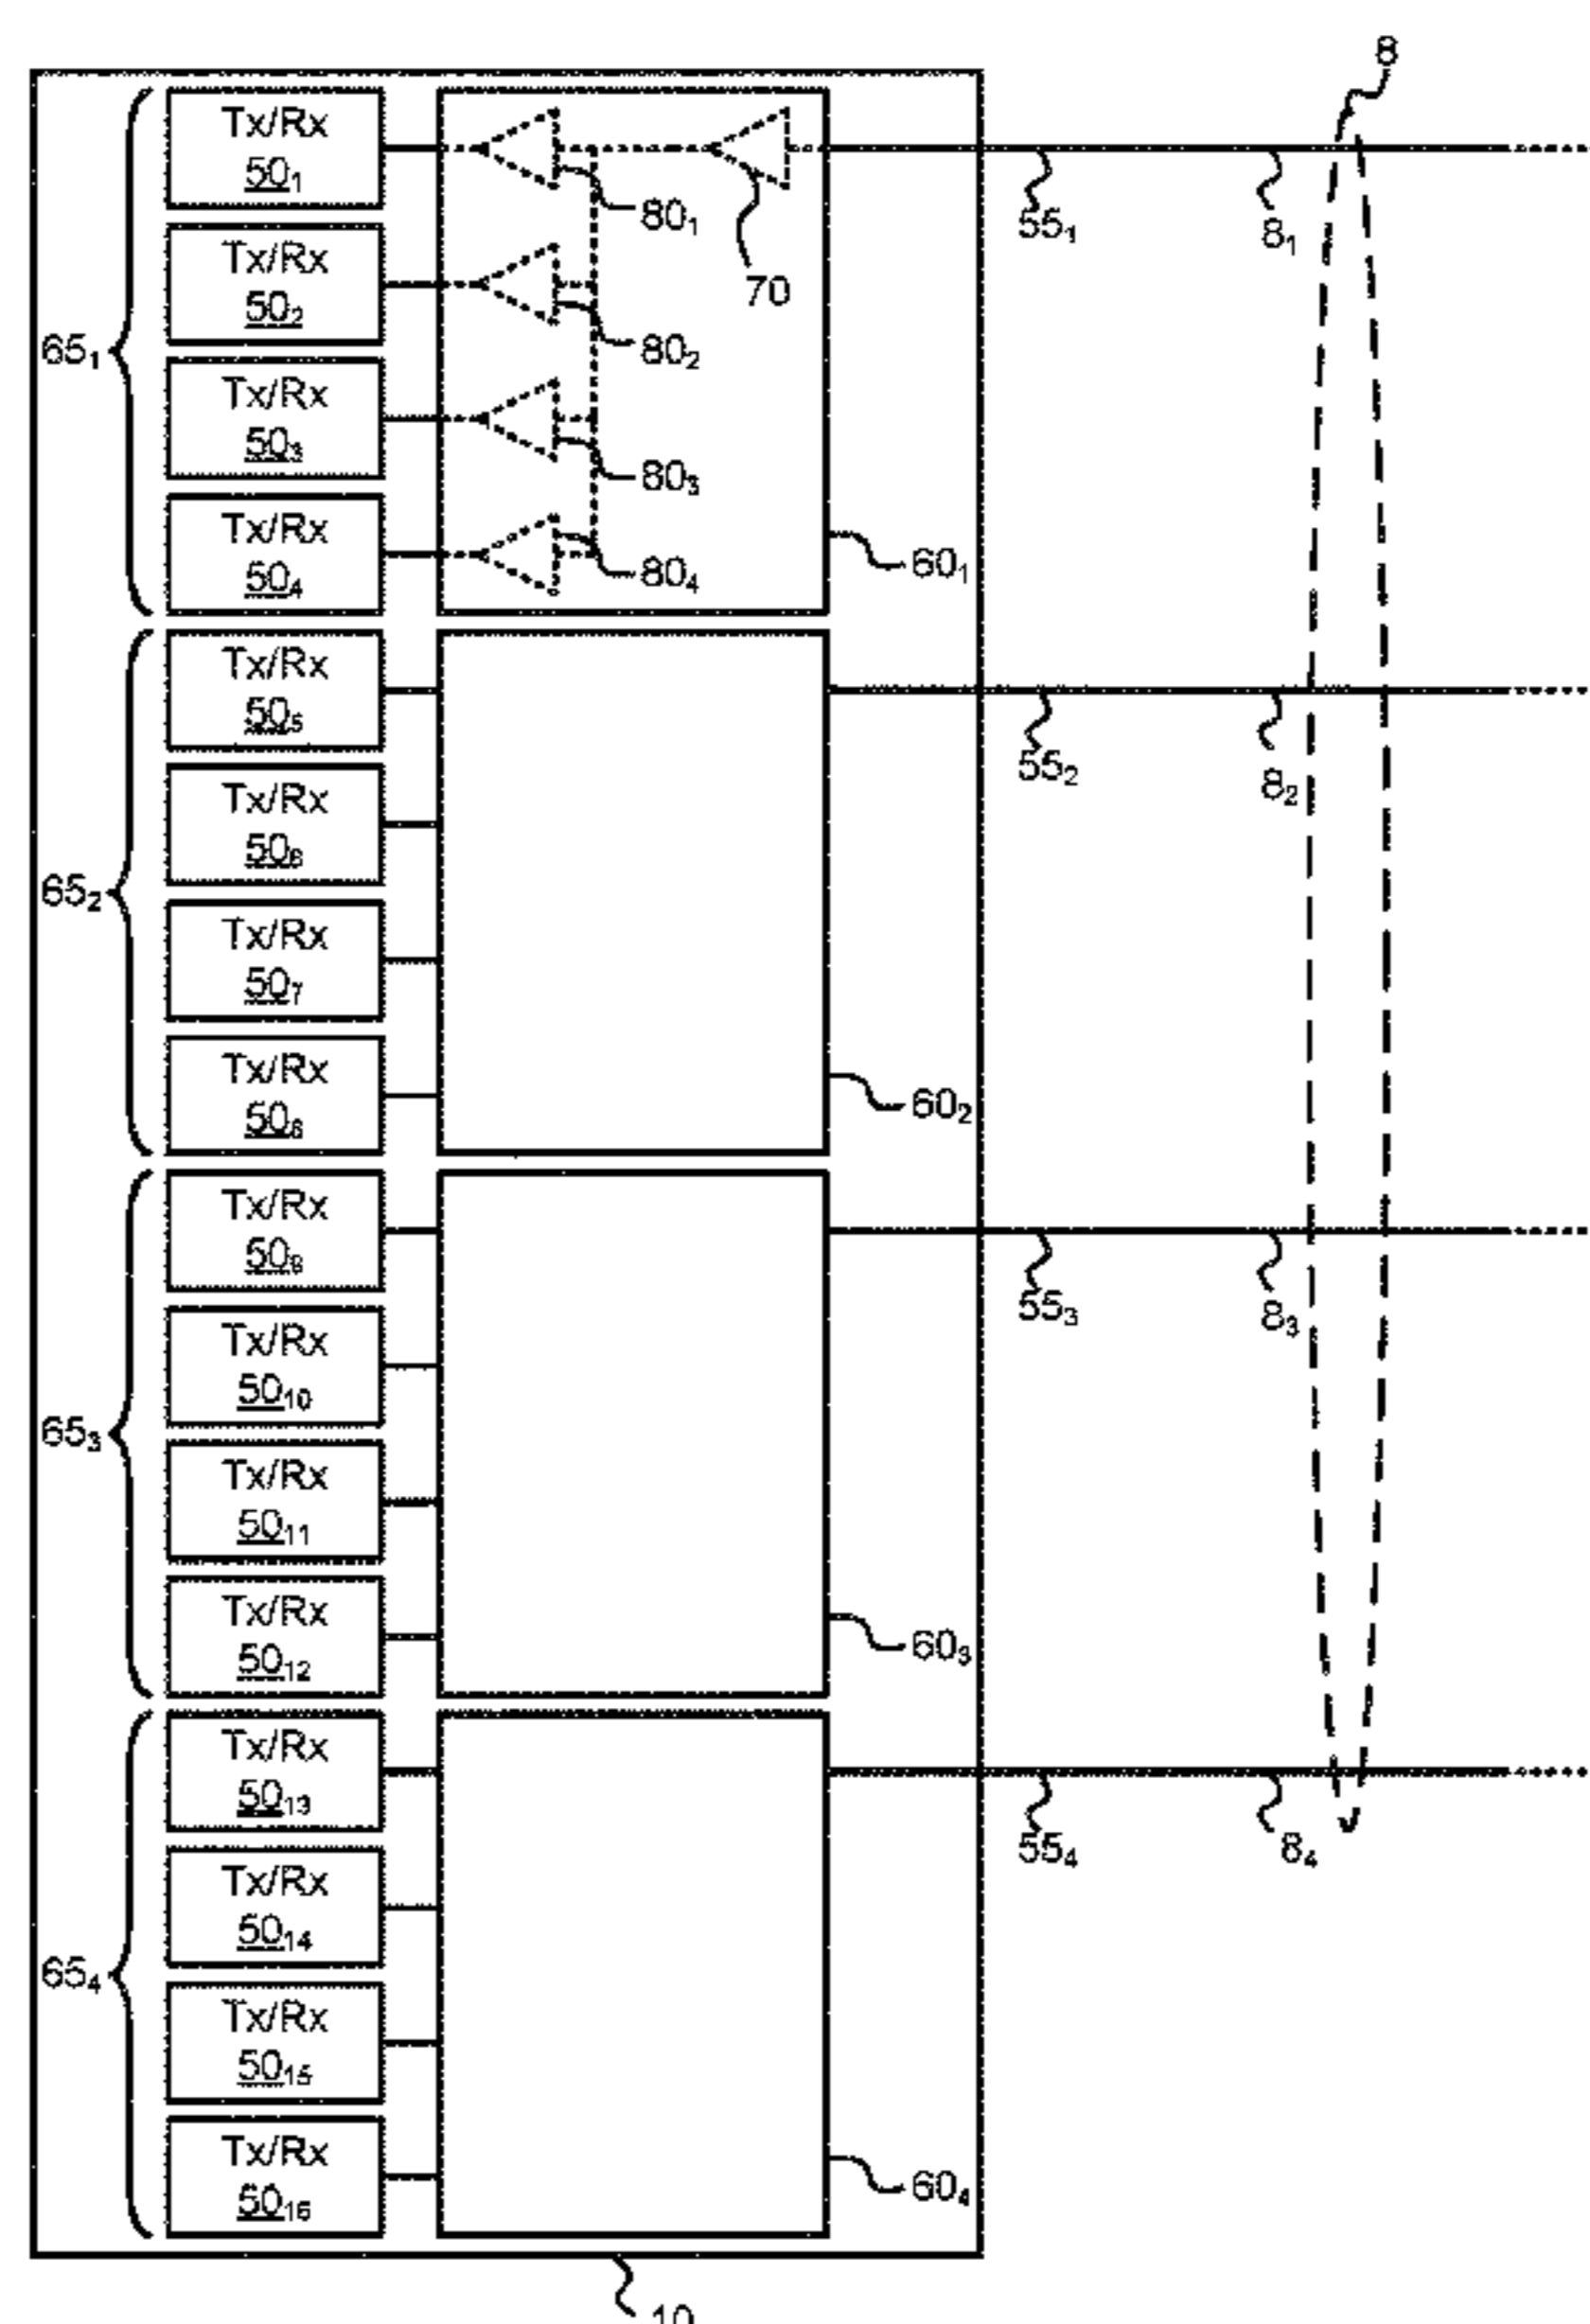 8
Tx/Rx
50₁
80₁
70
55₁
8₁
Tx/Rx
50₂
80₂
65₁
Tx/Rx
50₃
80₃
Tx/Rx
50₄
80₄
60₁
Tx/Rx
50₅
55₂
8₂
Tx/Rx
50₆
65₂
Tx/Rx
50₇
Tx/Rx
50₈
60₂
Tx/Rx
50₉
55₃
8₃
Tx/Rx
50₁₀
65₃
Tx/Rx
50₁₁
Tx/Rx
50₁₂
60₃
Tx/Rx
50₁₃
55₄
8₄
Tx/Rx
50₁₄
65₄
Tx/Rx
50₁₅
Tx/Rx
50₁₆
60₄
10